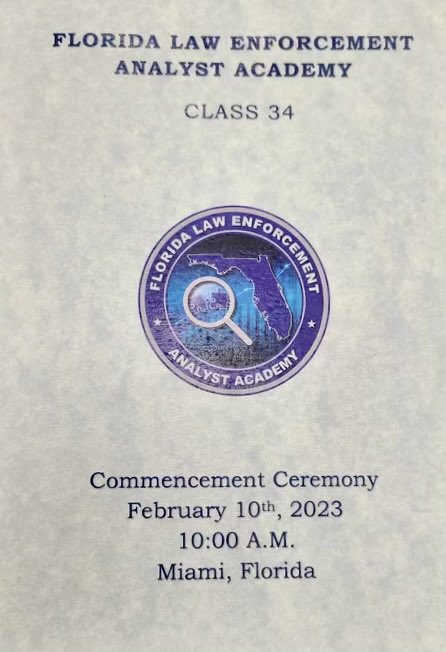 FLORIDA LAW ENFORCEMENT
ANALYST ACADEMY
CLASS 34
FLORIDA LAW ENFORCEMENT
ANALYST ACADEMY
Commencement Ceremony
February 10th, 2023
10:00 A.M.
Miami, Florida